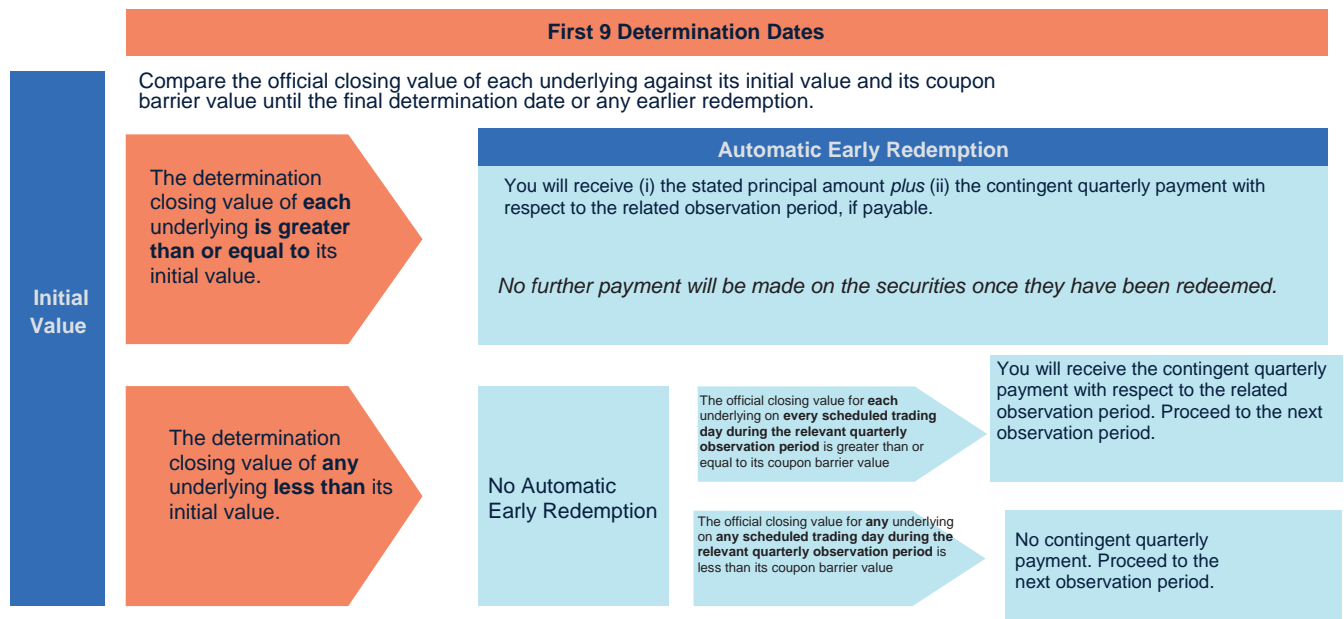 First 9 Determination Dates
Compare the official closing value of each underlying against its initial value and its coupon
barrier value until the final determination date or any earlier redemption.
Initial
Value
The determination
closing value of each
underlying is greater
than or equal to its
initial value.
Automatic Early Redemption
You will receive (i) the stated principal amount plus (ii) the contingent quarterly payment with
respect to the related observation period, if payable.
No further payment will be made on the securities once they have been redeemed.
The determination
closing value of any
underlying less than its
initial value.
No Automatic
Early Redemption
The official closing value for each
underlying on every scheduled trading
day during the relevant quarterly
observation period is greater than or
equal to its coupon barrier value
You will receive the contingent quarterly
payment with respect to the related
observation period. Proceed to the next
observation period.
The official closing value for any underlying
on any scheduled trading day during the
relevant quarterly observation period is
less than its coupon barrier value
No contingent quarterly
payment. Proceed to the
next observation period.